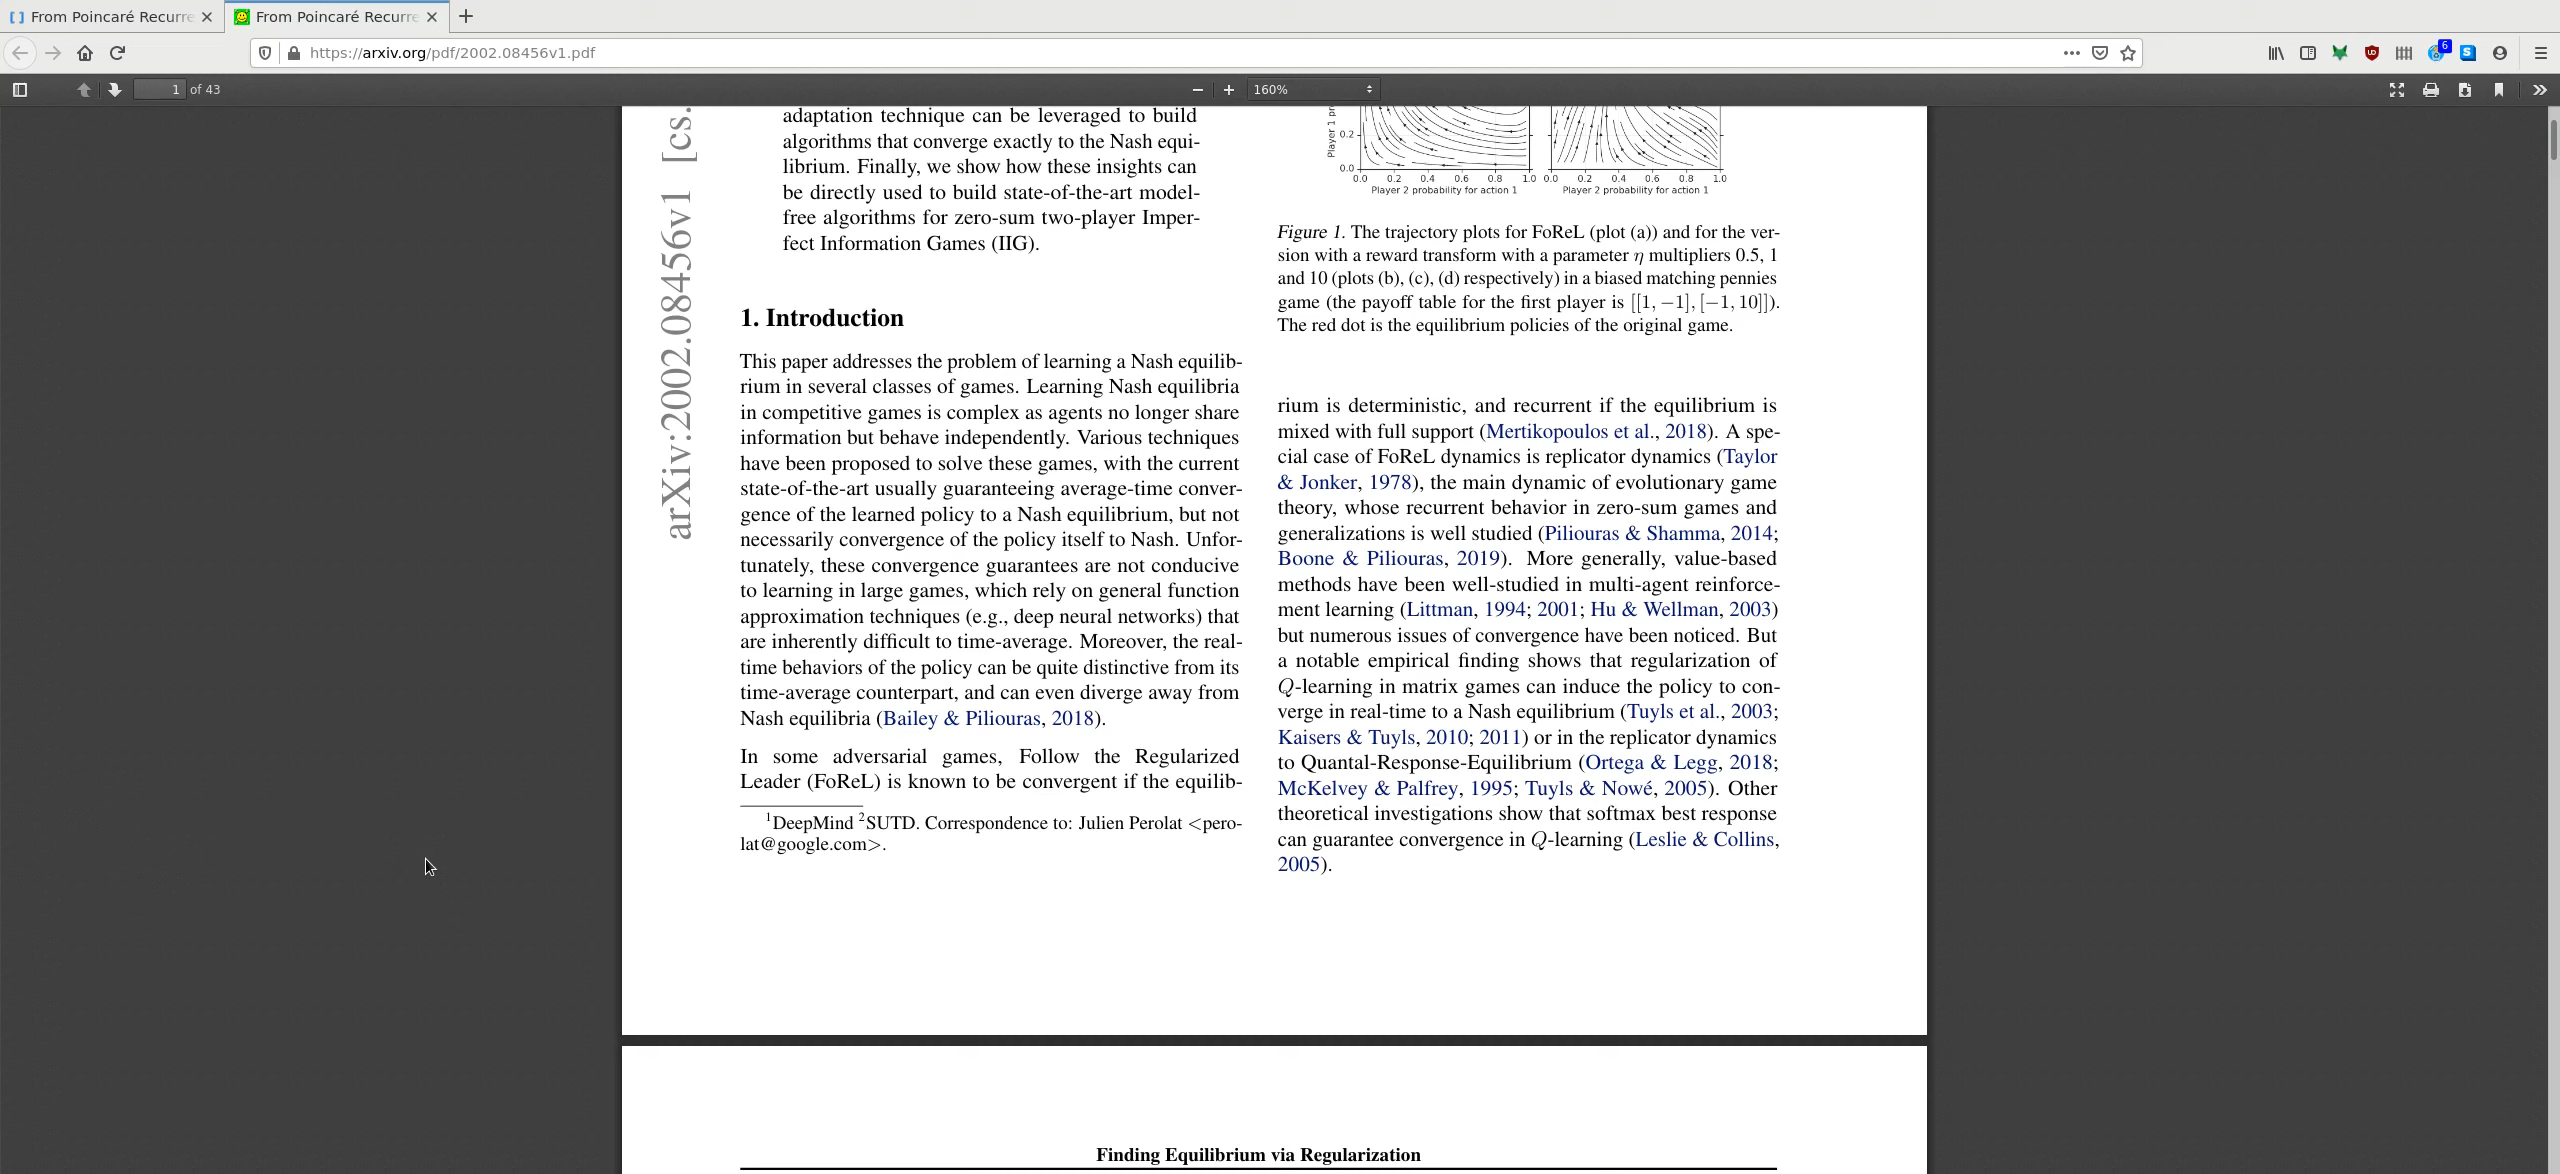 From Poincaré Recurre
From Poincaré Recurre
https://arxiv.org/pdf/2002.08456v1.pdf
6
S
1 of 43
160%
arXiv:2002.08456v1 [cs.
adaptation technique can be leveraged to build
algorithms that converge exactly to the Nash equi-
librium. Finally, we show how these insights can
be directly used to build state-of-the-art model-
free algorithms for zero-sum two-player Imper-
fect Information Games (IIG).
1. Introduction
This paper addresses the problem of learning a Nash equilib-
rium in several classes of games. Learning Nash equilibria
in competitive games is complex as agents no longer share
information but behave independently. Various techniques
have been proposed to solve these games, with the current
state-of-the-art usually guaranteeing average-time conver-
gence of the learned policy to a Nash equilibrium, but not
necessarily convergence of the policy itself to Nash. Unfor-
tunately, these convergence guarantees are not conducive
to learning in large games, which rely on general function
approximation techniques (e.g., deep neural networks) that
are inherently difficult to time-average. Moreover, the real-
time behaviors of the policy can be quite distinctive from its
time-average counterpart, and can even diverge away from
Nash equilibria (Bailey & Piliouras, 2018).
In some adversarial games, Follow the Regularized
Leader (FoReL) is known to be convergent if the equilib-
1DeepMind 2SUTD. Correspondence to: Julien Perolat <pero-
lat@google.com>.
Player 1 pr
0.2
0.0
0.0 0.2 0.4 0.6 0.8 1.0 0.0 0.2 0.4 0.6 0.8 1.0
Player 2 probability for action 1 Player 2 probability for action 1
Figure 1. The trajectory plots for FoReL (plot (a)) and for the ver-
sion with a reward transform with a parameter η multipliers 0.5, 1
and 10 (plots (b), (c), (d) respectively) in a biased matching pennies
game (the payoff table for the first player is [[1, −1], [−1, 10]]).
The red dot is the equilibrium policies of the original game.
rium is deterministic, and recurrent if the equilibrium is
mixed with full support (Mertikopoulos et al., 2018). A spe-
cial case of FoReL dynamics is replicator dynamics (Taylor
& Jonker, 1978), the main dynamic of evolutionary game
theory, whose recurrent behavior in zero-sum games and
generalizations is well studied (Piliouras & Shamma, 2014;
Boone & Piliouras, 2019). More generally, value-based
methods have been well-studied in multi-agent reinforce-
ment learning (Littman, 1994; 2001; Hu & Wellman, 2003)
but numerous issues of convergence have been noticed. But
a notable empirical finding shows that regularization of
Q-learning in matrix games can induce the policy to con-
verge in real-time to a Nash equilibrium (Tuyls et al., 2003;
Kaisers & Tuyls, 2010; 2011) or in the replicator dynamics
to Quantal-Response-Equilibrium (Ortega & Legg, 2018;
McKelvey & Palfrey, 1995; Tuyls & Nowé, 2005). Other
theoretical investigations show that softmax best response
can guarantee convergence in Q-learning (Leslie & Collins,
2005).
Finding Equilibrium via Regularization